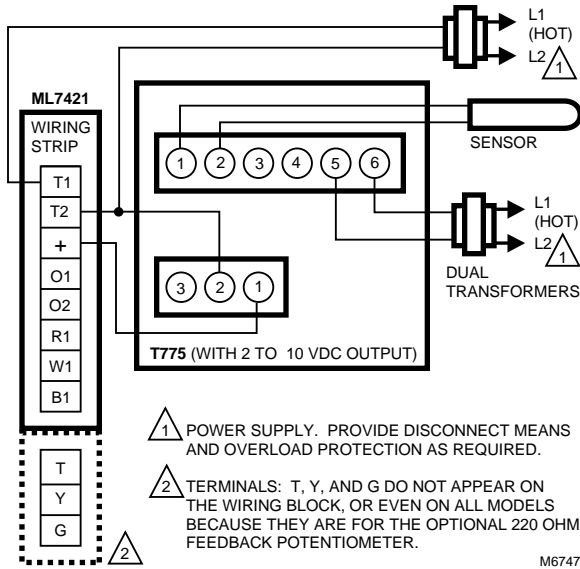 L1
(HOT)
L2
1
ML7421
WIRING
STRIP
T1
T2
+
O1
O2
R1
W1
B1
T
Y
G
2
1 2 3 4 5 6
3 2 1
T775 (WITH 2 TO 10 VDC OUTPUT)
SENSOR
L1
(HOT)
L2
1
DUAL
TRANSFORMERS
1 POWER SUPPLY. PROVIDE DISCONNECT MEANS
AND OVERLOAD PROTECTION AS REQUIRED.
2 TERMINALS: T, Y, AND G DO NOT APPEAR ON
THE WIRING BLOCK, OR EVEN ON ALL MODELS
BECAUSE THEY ARE FOR THE OPTIONAL 220 OHM
FEEDBACK POTENTIOMETER.
M6747